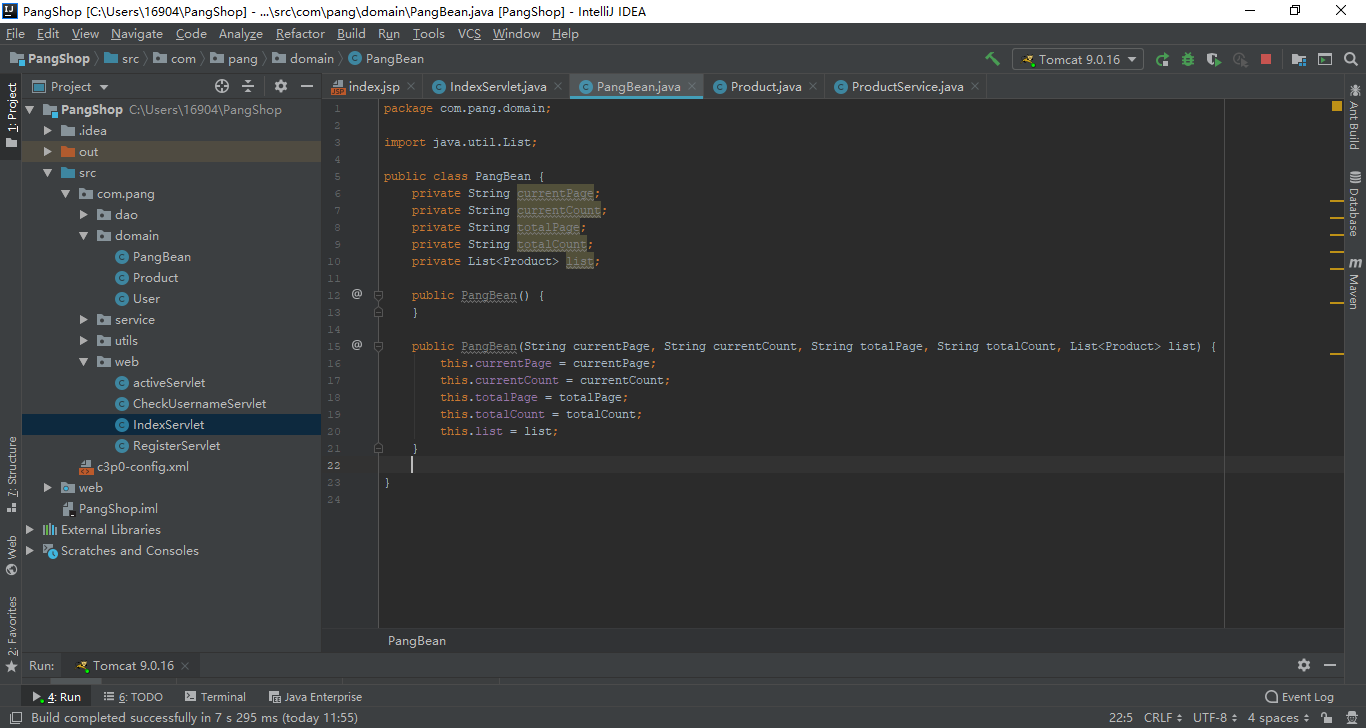 PangShop [C:\Users\16904\PangShop] - ...\src\com\pang\domain\PangBean.java [PangShop] - IntelliJ IDEA
File Edit View Navigate Code Analyze Refactor Build Run Tools VCS Window Help
PangShop src com pang domain PangBean Tomcat 9.0.16
Project
index.jsp IndexServlet.java PangBean.java Product.java ProductService.java
1: Project
7: Structure
Web
2: Favorites
PangShop C:\Users\16904\PangShop
.idea
out
src
com.pang
dao
domain
PangBean
Product
User
service
utils
web
activeServlet
CheckUsernameServlet
IndexServlet
RegisterServlet
c3p0-config.xml
web
PangShop.iml
External Libraries
Scratches and Consoles
1 package com.pang.domain;
2
3 import java.util.List;
4
5 public class PangBean {
6 private String currentPage;
7 private String currentCount;
8 private String totalPage;
9 private String totalCount;
10 private List<Product> list;
11
12 @ public PangBean() {
13 }
14
15 @ public PangBean(String currentPage, String currentCount, String totalPage, String totalCount, List<Product> list) {
16 this.currentPage = currentPage;
17 this.currentCount = currentCount;
18 this.totalPage = totalPage;
19 this.totalCount = totalCount;
20 this.list = list;
21 }
22
23 }
24
PangBean
Ant Build
Database
Maven
Run: Tomcat 9.0.16
4: Run 6: TODO Terminal Java Enterprise Event Log
Build completed successfully in 7 s 295 ms (today 11:55) 22:5 CRLF UTF-8 4 spaces